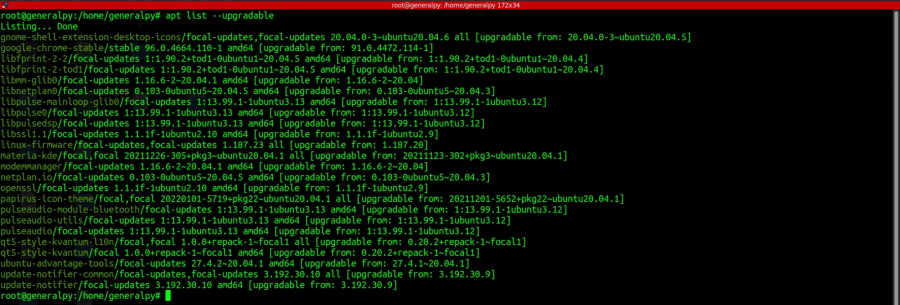 root@generalpy: /home/generalpy 172x34
root@generalpy:/home/generalpy# apt list --upgradable
Listing... Done
gnome-shell-extension-desktop-icons/focal-updates,focal-updates 20.04.0-3~ubuntu20.04.6 all [upgradable from: 20.04.0-3~ubuntu20.04.5]
google-chrome-stable/stable 96.0.4664.110-1 amd64 [upgradable from: 91.0.4472.114-1]
libfprint-2-2/focal-updates 1:1.90.2+tod1-0ubuntu1~20.04.5 amd64 [upgradable from: 1:1.90.2+tod1-0ubuntu1~20.04.4]
libfprint-2-tod1/focal-updates 1:1.90.2+tod1-0ubuntu1~20.04.5 amd64 [upgradable from: 1:1.90.2+tod1-0ubuntu1~20.04.4]
libmm-glib0/focal-updates 1.16.6-2~20.04.1 amd64 [upgradable from: 1.16.6-2~20.04]
libnetplan0/focal-updates 0.103-0ubuntu5~20.04.5 amd64 [upgradable from: 0.103-0ubuntu5~20.04.3]
libpulse-mainloop-glib0/focal-updates 1:13.99.1-1ubuntu3.13 amd64 [upgradable from: 1:13.99.1-1ubuntu3.12]
libpulse0/focal-updates 1:13.99.1-1ubuntu3.13 amd64 [upgradable from: 1:13.99.1-1ubuntu3.12]
libpulsedsp/focal-updates 1:13.99.1-1ubuntu3.13 amd64 [upgradable from: 1:13.99.1-1ubuntu3.12]
libssl1.1/focal-updates 1.1.1f-1ubuntu2.10 amd64 [upgradable from: 1.1.1f-1ubuntu2.9]
linux-firmware/focal-updates,focal-updates 1.187.23 all [upgradable from: 1.187.20]
materia-kde/focal,focal 20211226-305+pkg3~ubuntu20.04.1 all [upgradable from: 20211123-302+pkg2~ubuntu20.04.1]
modemmanager/focal-updates 1.16.6-2~20.04.1 amd64 [upgradable from: 1.16.6-2~20.04]
netplan.io/focal-updates 0.103-0ubuntu5~20.04.5 amd64 [upgradable from: 0.103-0ubuntu5~20.04.3]
openssl/focal-updates 1.1.1f-1ubuntu2.10 amd64 [upgradable from: 1.1.1f-1ubuntu2.9]
papirus-icon-theme/focal,focal 20220101-5719+pkg22~ubuntu20.04.1 all [upgradable from: 20211201-5652+pkg22~ubuntu20.04.1]
pulseaudio-module-bluetooth/focal-updates 1:13.99.1-1ubuntu3.13 amd64 [upgradable from: 1:13.99.1-1ubuntu3.12]
pulseaudio-utils/focal-updates 1:13.99.1-1ubuntu3.13 amd64 [upgradable from: 1:13.99.1-1ubuntu3.12]
pulseaudio/focal-updates 1:13.99.1-1ubuntu3.13 amd64 [upgradable from: 1:13.99.1-1ubuntu3.12]
qt5-style-kvantum-l10n/focal,focal 1.0.0+repack-1~focal1 all [upgradable from: 0.20.2+repack-1~focal1]
qt5-style-kvantum/focal 1.0.0+repack-1~focal1 amd64 [upgradable from: 0.20.2+repack-1~focal1]
ubuntu-advantage-tools/focal-updates 27.4.2~20.04.1 amd64 [upgradable from: 27.4.1~20.04.1]
update-notifier-common/focal-updates,focal-updates 3.192.30.10 all [upgradable from: 3.192.30.9]
update-notifier/focal-updates 3.192.30.10 amd64 [upgradable from: 3.192.30.9]
root@generalpy:/home/generalpy#